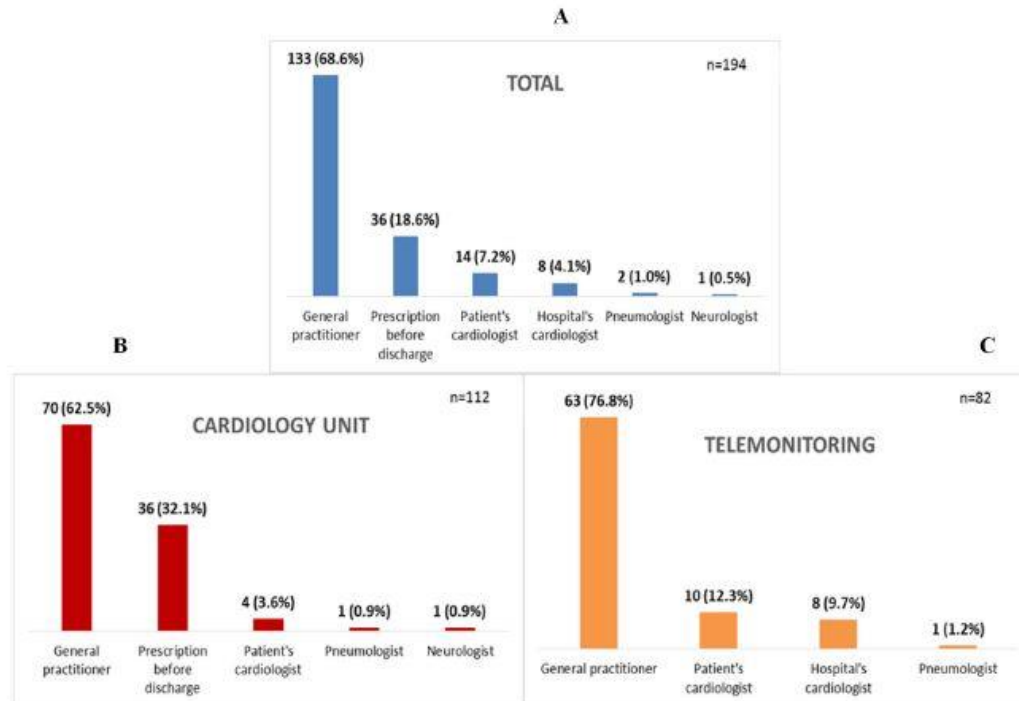 A
133 (68.6%)
n=194
TOTAL
36 (18.6%)
14 (7.2%)
8 (4.1%)
2 (1.0%)
1 (0.5%)
General
practitioner
Prescription
before
discharge
Patient's
cardiologist
Hospital's
cardiologist
Pneumologist
Neurologist
B
70 (62.5%)
n=112
CARDIOLOGY UNIT
36 (32.1%)
4 (3.6%)
1 (0.9%)
1 (0.9%)
General
practitioner
Prescription
before
discharge
Patient's
cardiologist
Pneumologist
Neurologist
C
63 (76.8%)
n=82
TELEMONITORING
10 (12.3%)
8 (9.7%)
1 (1.2%)
General practitioner
Patient's
cardiologist
Hospital's
cardiologist
Pneumologist